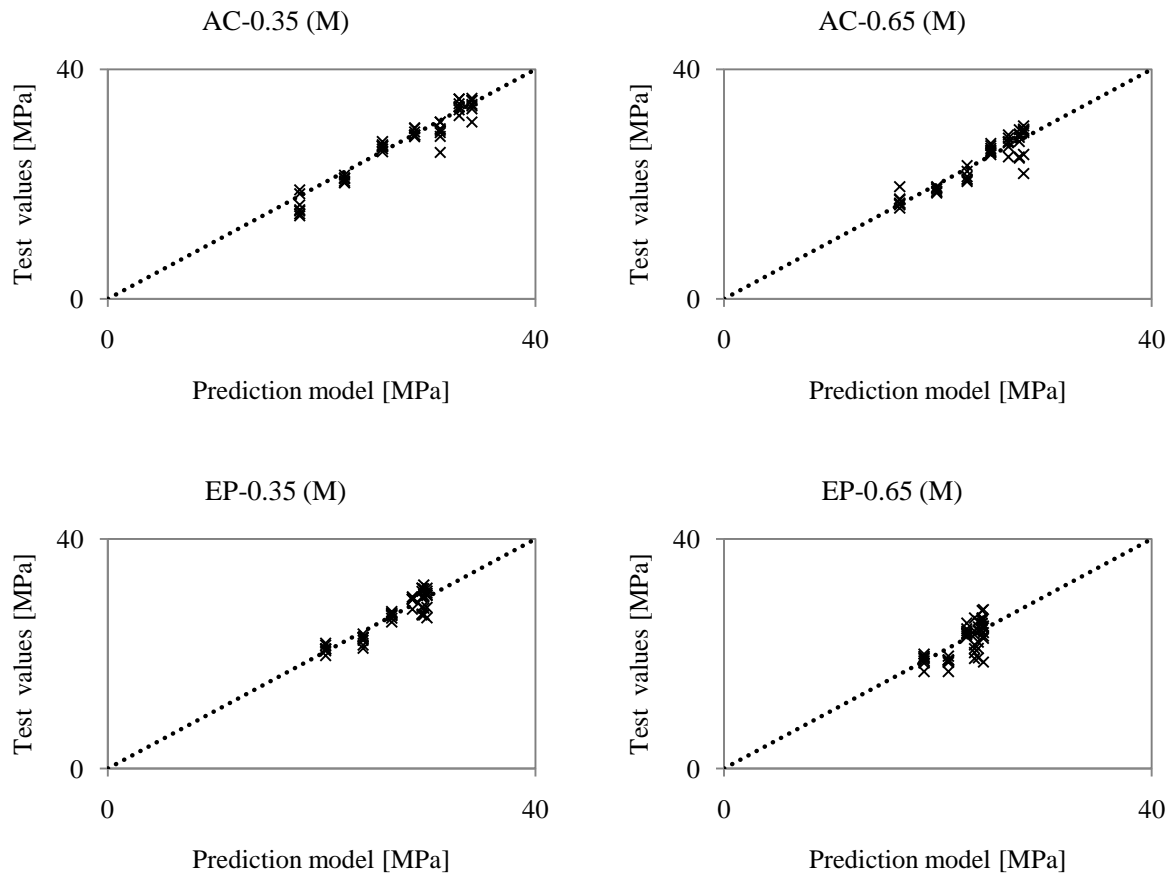 AC-0.35 (M)
Test values [MPa]
40
0
0
40
Prediction model [MPa]
AC-0.65 (M)
Test values [MPa]
40
0
0
40
Prediction model [MPa]
EP-0.35 (M)
Test values [MPa]
40
0
0
40
Prediction model [MPa]
EP-0.65 (M)
Test values [MPa]
40
0
0
40
Prediction model [MPa]